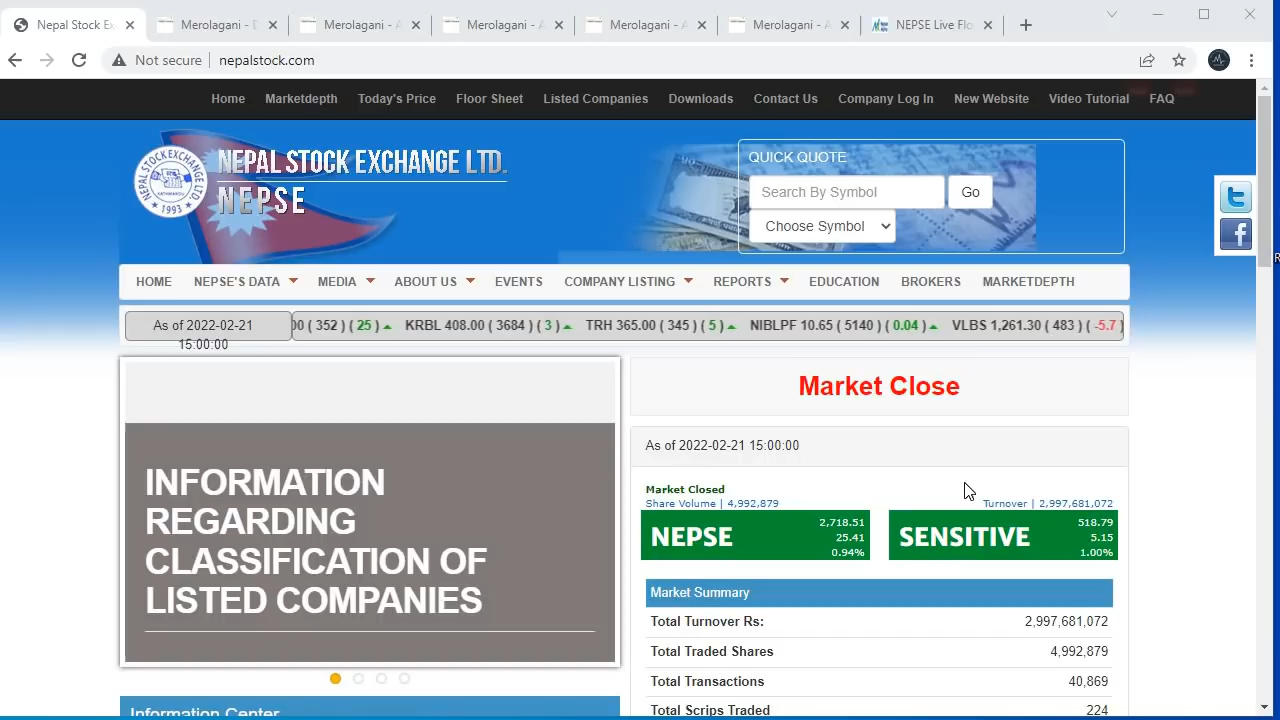 Nepal Stock Ex
Merolagani - D
Merolagani - A
Merolagani - A
Merolagani - A
Merolagani - A
NEPSE Live Flo
Not secure
nepalstock.com
Home Marketdepth Today's Price Floor Sheet Listed Companies Downloads Contact Us Company Log In New Website Video Tutorial FAQ
NEPAL STOCK EXCHANGE LTD.
NEPSE
NEPAL STOCK EXCHANGE LTD.
KATHMANDU
1993
QUICK QUOTE
Search By Symbol Go
Choose Symbol
HOME NEPSE'S DATA MEDIA ABOUT US EVENTS COMPANY LISTING REPORTS EDUCATION BROKERS MARKETDEPTH
As of 2022-02-21
15:00:00
00 ( 352 ) ( 25 ) KRBL 408.00 ( 3684 ) ( 3 ) TRH 365.00 ( 345 ) ( 5 ) NIBLPF 10.65 ( 5140 ) ( 0.04 ) VLBS 1,261.30 ( 483 ) ( -5.7 )
INFORMATION
REGARDING
CLASSIFICATION OF
LISTED COMPANIES
Information Center
Market Close
As of 2022-02-21 15:00:00
Market Closed
Share Volume | 4,992,879
Turnover | 2,997,681,072
NEPSE
2,718.51
25.41
0.94%
SENSITIVE
518.79
5.15
1.00%
Market Summary
Total Turnover Rs: 2,997,681,072
Total Traded Shares 4,992,879
Total Transactions 40,869
Total Scrips Traded 224